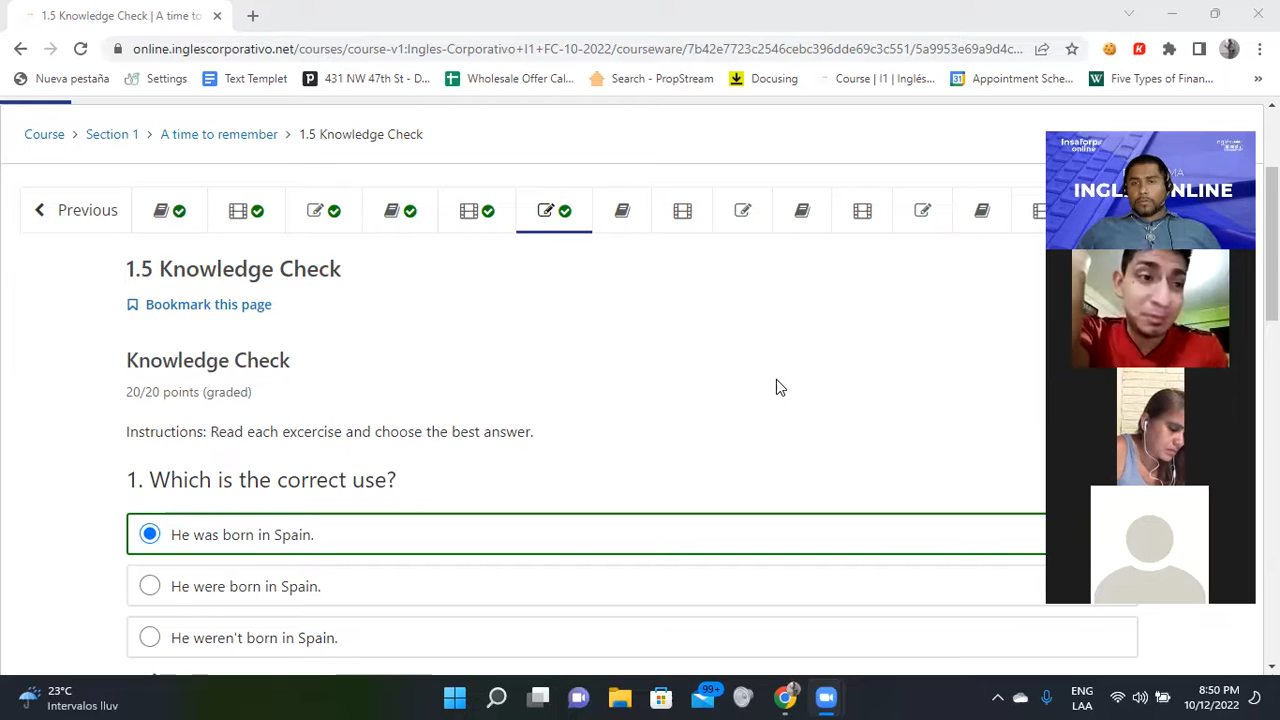 1.5 Knowledge Check | A time to
online.inglescorporativo.net/courses/course-v1:Ingles-Corporativo+I1+FC-10-2022/courseware/7b42e7723c2546cebc396dde69c3c551/5a9953e69a9d4c...
Nueva pestaña
Settings
Text Templet
431 NW 47th St - D...
Wholesale Offer Cal...
Search - PropStream
Docusing
Course | I1 | Ingles...
31
Appointment Sche...
Five Types of Finan...
»
Course > Section 1 > A time to remember > 1.5 Knowledge Check
Previous
1.5 Knowledge Check
Bookmark this page
Knowledge Check
20/20 points (graded)
Instructions: Read each excercise and choose the best answer.
1. Which is the correct use?
He was born in Spain.
He were born in Spain.
He weren't born in Spain.
Insaforp
online
23°C
Intervalos lluv
99+
ENG
LAA
8:50 PM
10/12/2022